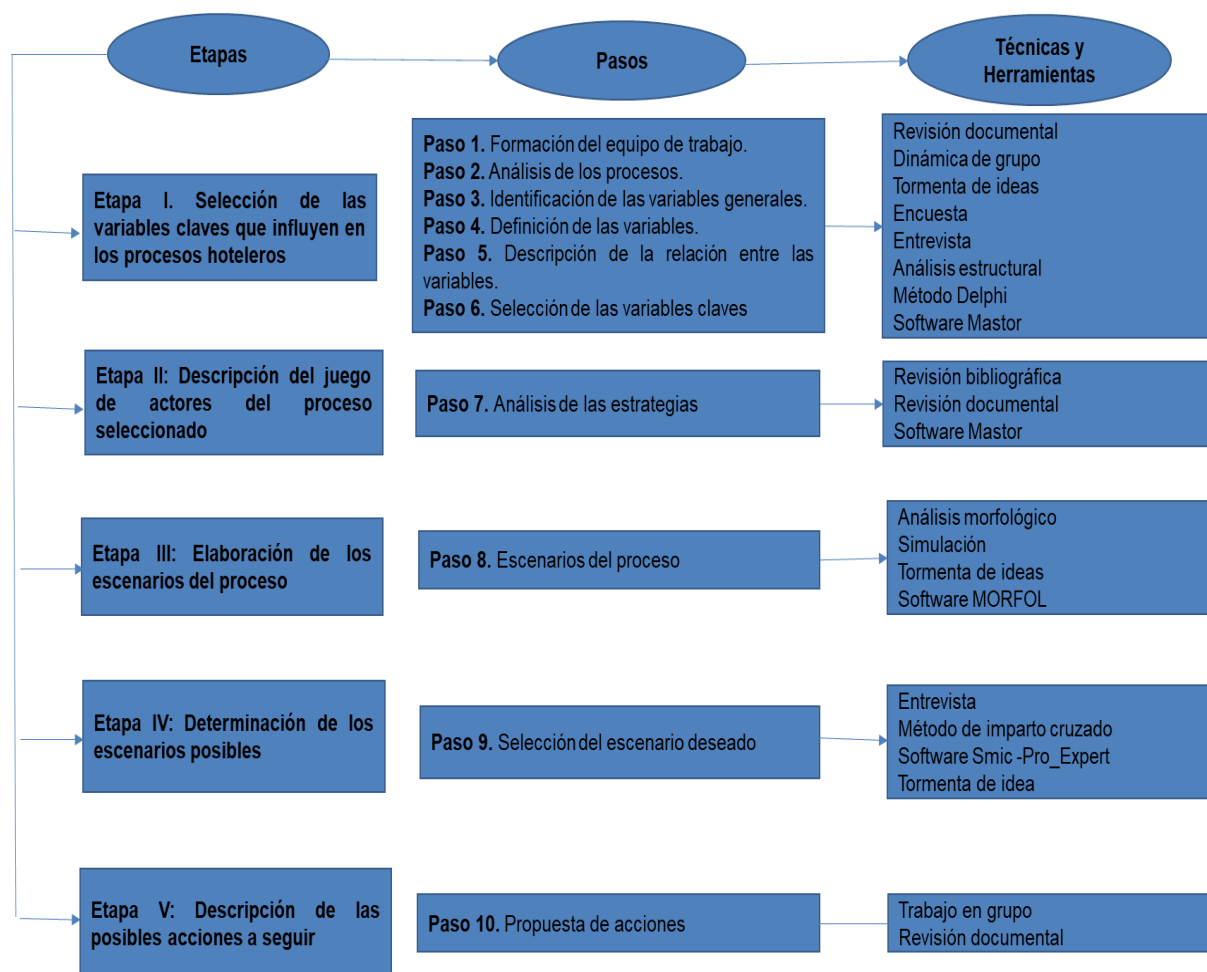 Etapas
Pasos
Técnicas y
Herramientas
Etapa I. Selección de las
variables claves que influyen en
los procesos hoteleros
Paso 1. Formación del equipo de trabajo.
Paso 2. Análisis de los procesos.
Paso 3. Identificación de las variables generales.
Paso 4. Definición de las variables.
Paso 5. Descripción de la relación entre las
variables.
Paso 6. Selección de las variables claves
Revisión documental
Dinámica de grupo
Tormenta de ideas
Encuesta
Entrevista
Análisis estructural
Método Delphi
Software Mastor
Etapa II: Descripción del juego
de actores del proceso
seleccionado
Paso 7. Análisis de las estrategias
Revisión bibliográfica
Revisión documental
Software Mastor
Etapa III: Elaboración de los
escenarios del proceso
Paso 8. Escenarios del proceso
Análisis morfológico
Simulación
Tormenta de ideas
Software MORFOL
Etapa IV: Determinación de los
escenarios posibles
Paso 9. Selección del escenario deseado
Entrevista
Método de imparto cruzado
Software Smic -Pro_Expert
Tormenta de idea
Etapa V: Descripción de las
posibles acciones a seguir
Paso 10. Propuesta de acciones
Trabajo en grupo
Revisión documental